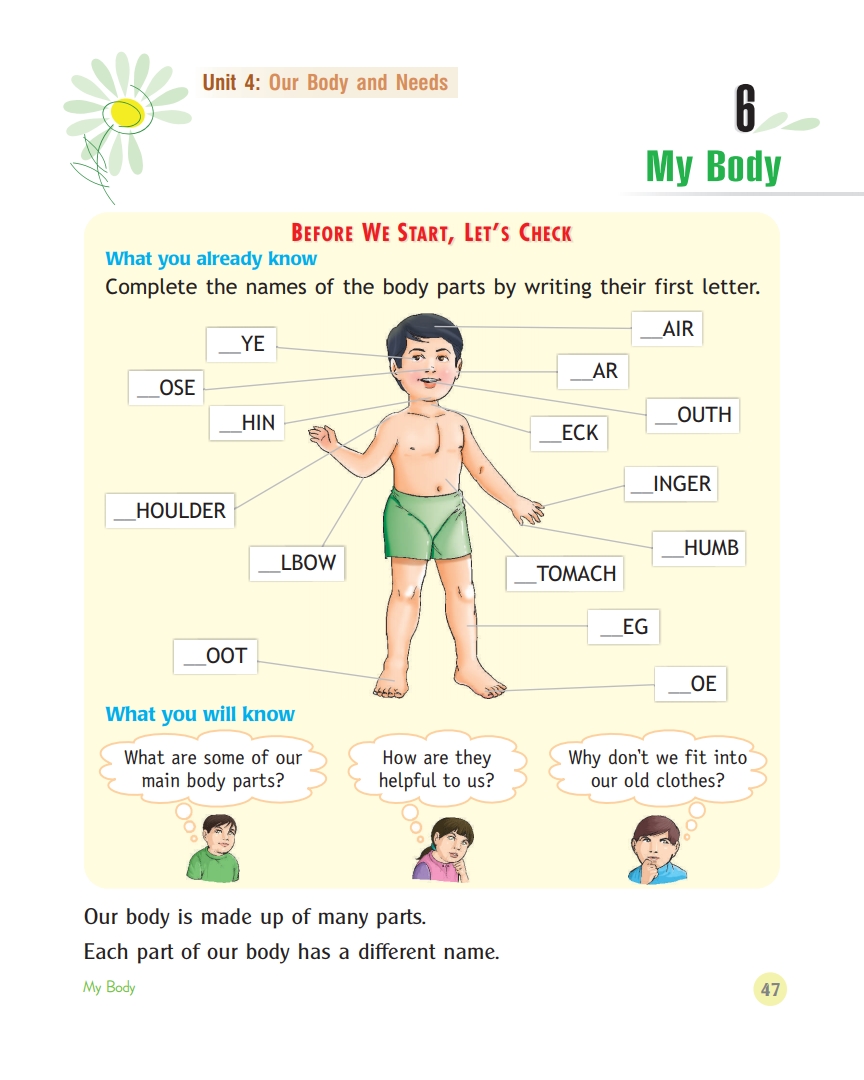 Unit 4: Our Body and Needs
6
My Body
BEFORE WE START, LET'S CHECK
What you already know
Complete the names of the body parts by writing their first letter.
__AIR
__YE
__AR
__OSE
__OUTH
__HIN
__ECK
__INGER
__HOULDER
__HUMB
__LBOW
__TOMACH
__EG
__OOT
__OE
What you will know
What are some of our
main body parts?
How are they
helpful to us?
Why don't we fit into
our old clothes?
Our body is made up of many parts.
Each part of our body has a different name.
My Body
47